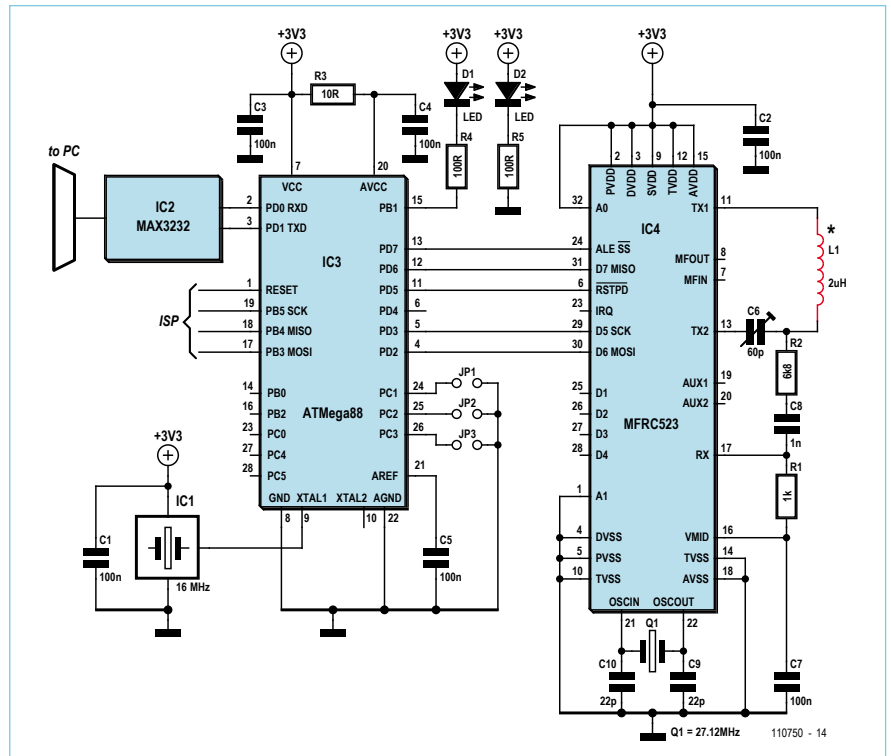 +3V3
+3V3
+3V3
+3V3
R3
10R
C3
100n
C4
100n
D1
LED
D2
LED
R4
100R
R5
100R
C2
100n
to PC
IC2
MAX3232
7
VCC
20
AVCC
2
PD0 RXD
3
PD1 TXD
15
PB1
IC3
13
PD7
12
PD6
11
PD5
6
PD4
5
PD3
4
PD2
ISP
1
RESET
19
PB5 SCK
18
PB4 MISO
17
PB3 MOSI
14
PB0
16
PB2
23
PC0
27
PC4
28
PC5
ATMega88
24
PC1
JP1
25
PC2
JP2
26
PC3
JP3
21
AREF
GND
XTAL1
XTAL2
AGND
8
9
10
22
+3V3
IC1
16 MHz
C1
100n
C5
100n
2
3
9
12
15
PVDD
DVDD
SVDD
TVDD
AVDD
32
A0
IC4
TX1
11
24
ALE SS
31
D7 MISO
6
RSTPD
23
IRQ
29
D5 SCK
30
D6 MOSI
MFOUT
8
MFIN
7
TX2
13
*
L1
2uH
C6
60p
R2
6k8
AUX1
19
AUX2
20
C8
1n
25
D1
26
D2
27
D3
28
D4
MFRC523
RX
17
R1
1k
1
A1
4
DVSS
5
PVSS
10
TVSS
VMID
16
TVSS
14
AVSS
18
OSCIN
OSCOUT
21
22
Q1
C10
22p
C9
22p
C7
100n
Q1 = 27.12MHz
110750 - 14